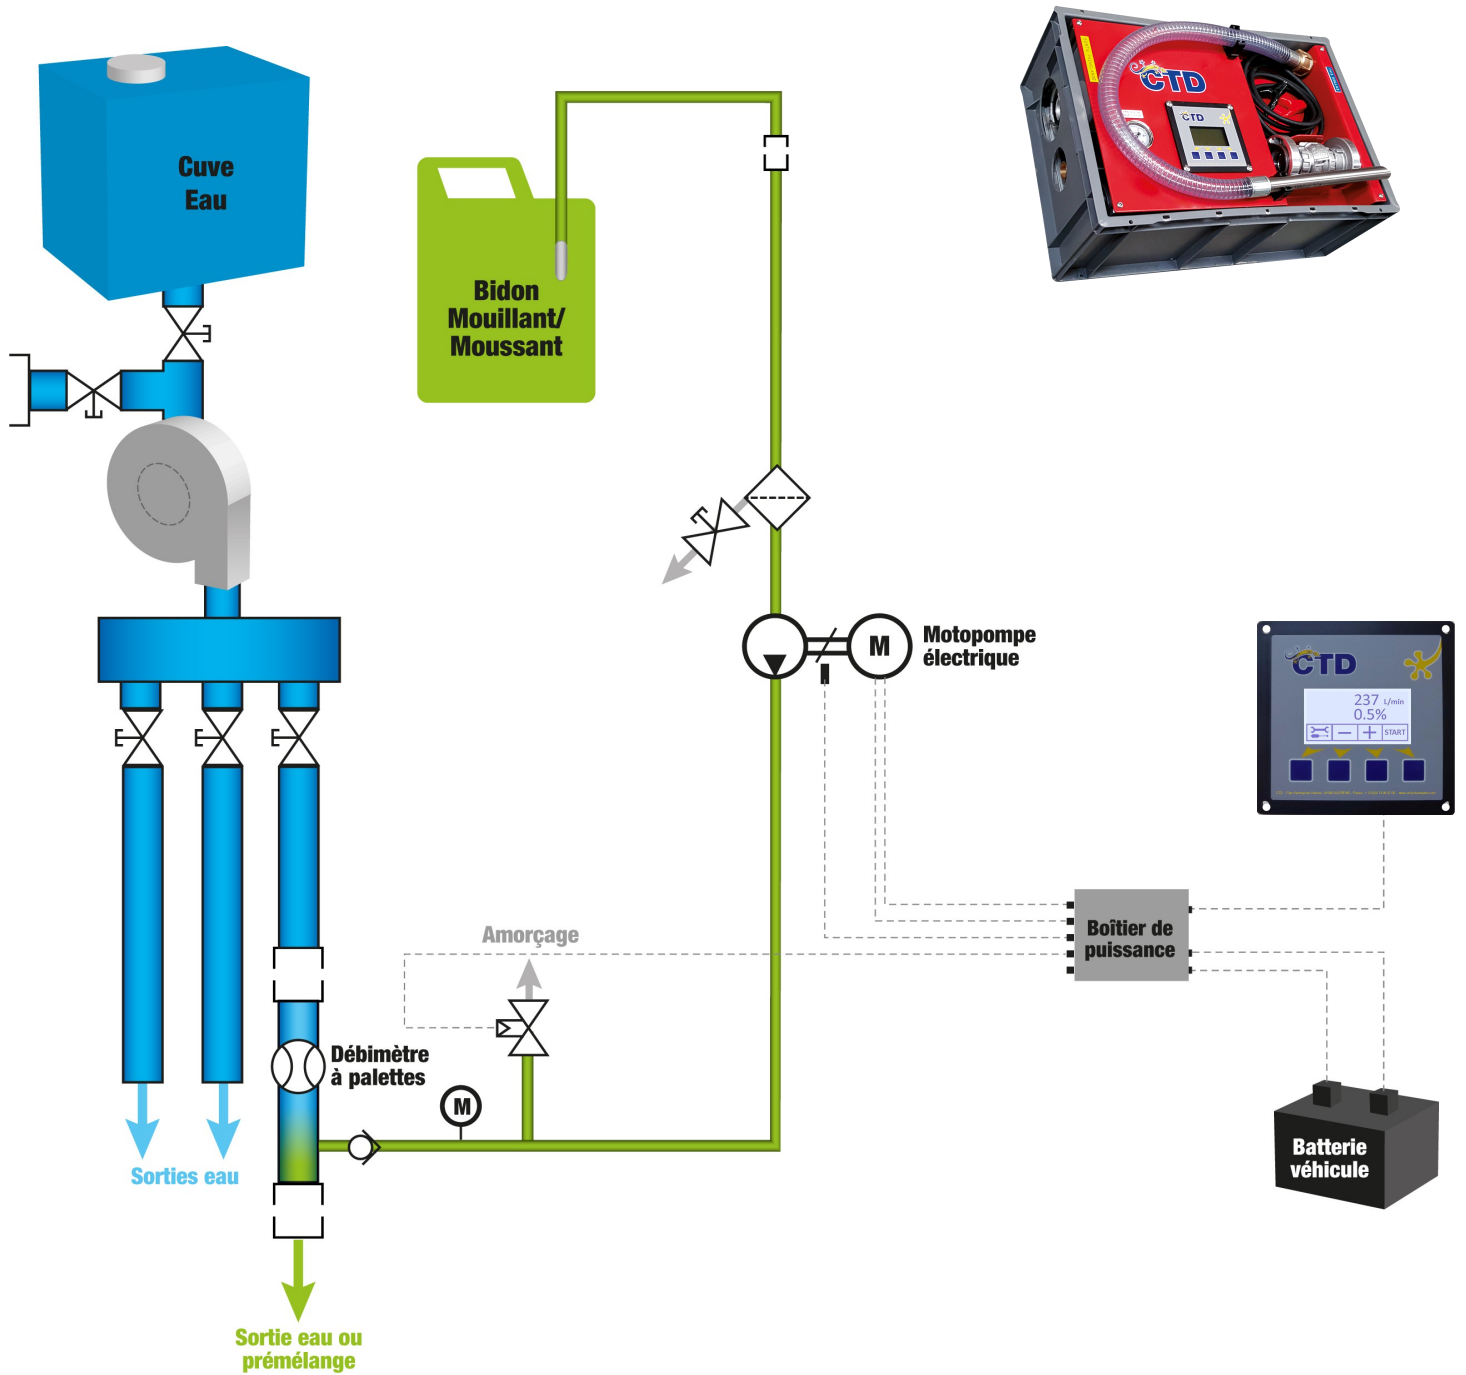 Cuve
Eau
CTD
CTD
Bidon
Mouillant/
Moussant
M
Motopompe
électrique
CTD
237 L/min
0.5%
START
Amorçage
Boîtier de
puissance
Débimètre
à palettes
M
Batterie
véhicule
Sorties eau
Sortie eau ou
prémélange